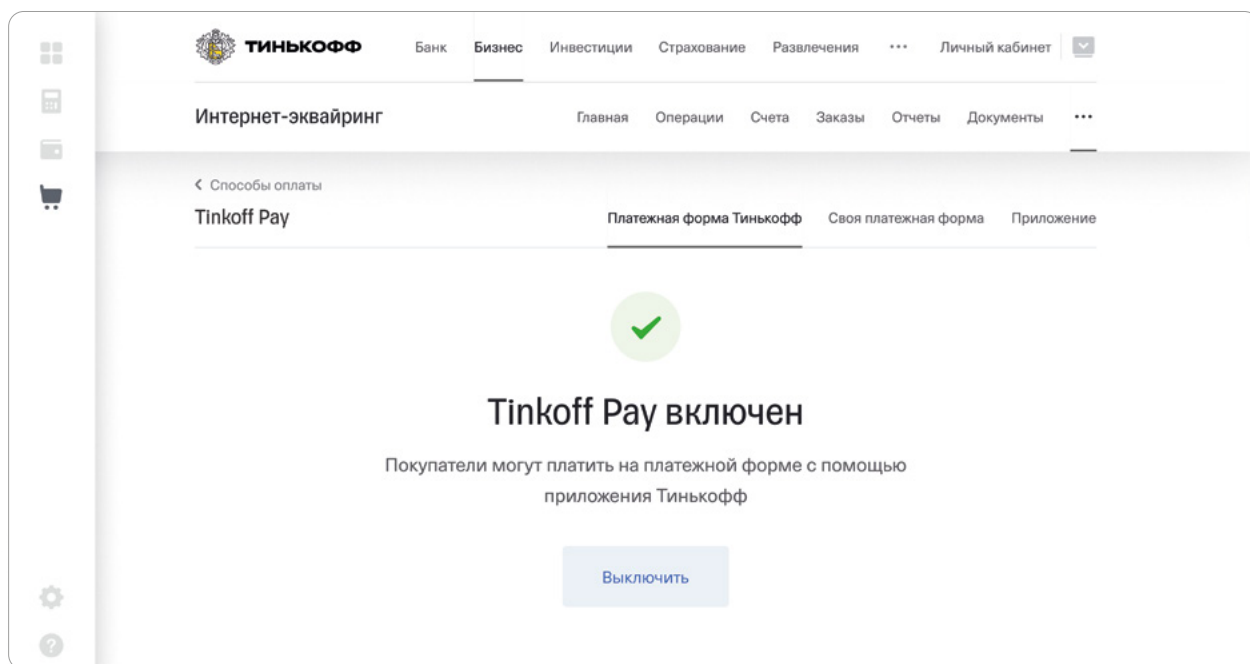 ТИНЬКОФФ Банк Бизнес Инвестиции Страхование Развлечения ••• Личный кабинет
Интернет-эквайринг Главная Операции Счета Заказы Отчеты Документы •••
Способы оплаты
Tinkoff Pay Платежная форма Тинькофф Своя платежная форма Приложение
Tinkoff Pay включен
Покупатели могут платить на платежной форме с помощью
приложения Тинькофф
Выключить
?